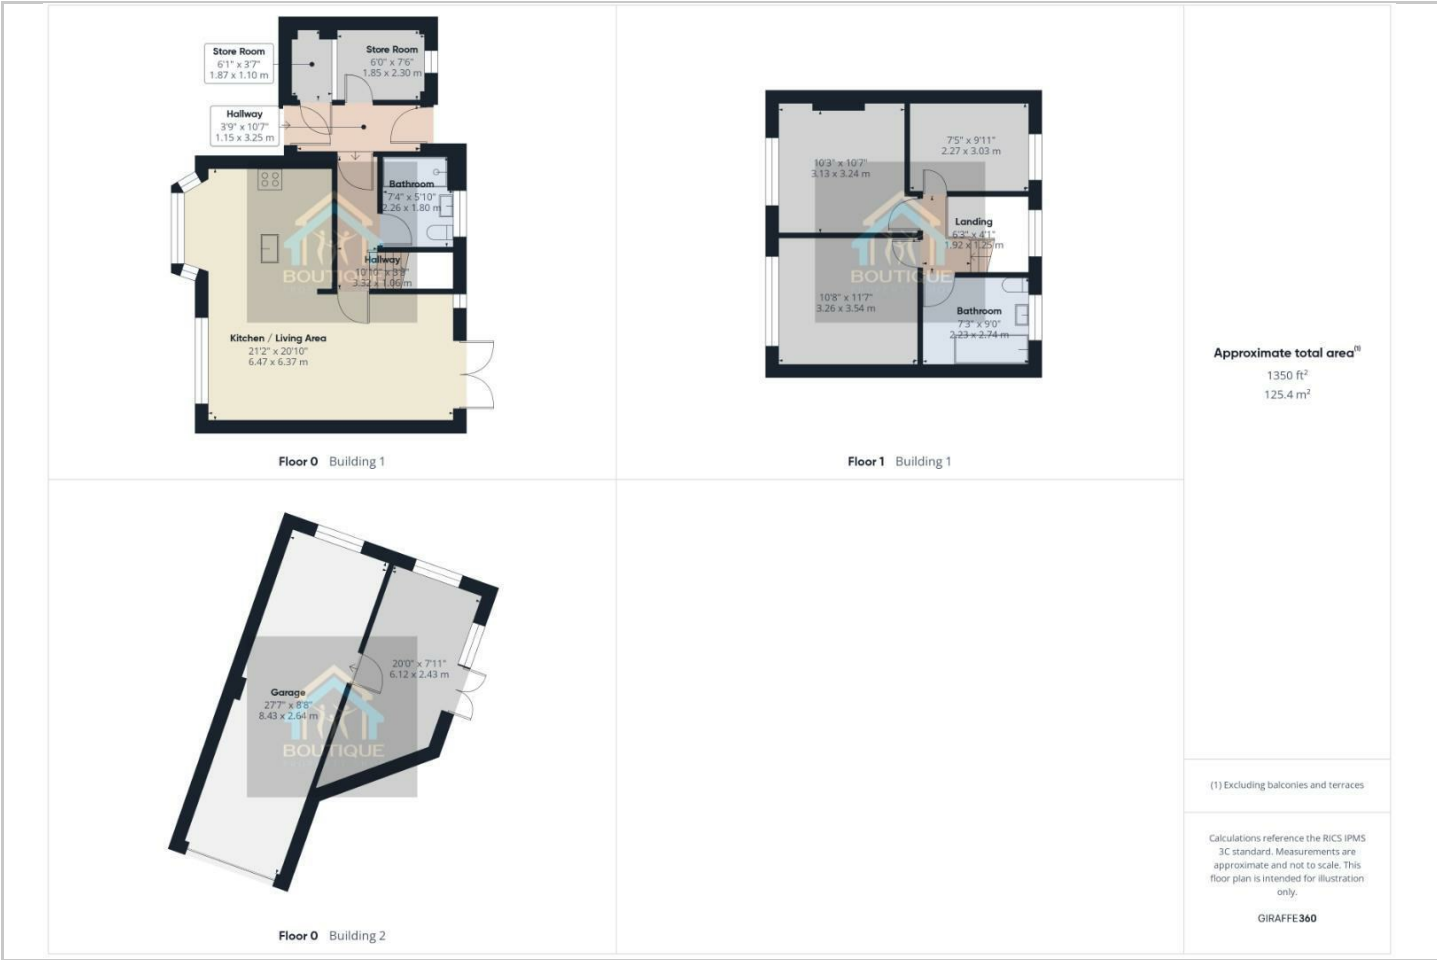 Store Room
6'1" x 3'7"
1.87 x 1.10 m
Store Room
6'0" x 7'6"
1.85 x 2.30 m
Hallway
3'9" x 10'7"
1.15 x 3.25 m
Bathroom
7'4" x 5'10"
2.26 x 1.80 m
Hallway
10'10" x 3'5"
3.32 x 1.06 m
BOUTIQUE
Kitchen / Living Area
21'2" x 20'10"
6.47 x 6.37 m
Floor 0 Building 1
10'3" x 10'7"
3.13 x 3.24 m
7'5" x 9'11"
2.27 x 3.03 m
Landing
6'3" x 4'1"
1.92 x 1.25 m
BOUTIQUE
10'8" x 11'7"
3.26 x 3.54 m
Bathroom
7'3" x 9'0"
2.23 x 2.74 m
Floor 1 Building 1
Approximate total area(1)
1350 ft²
125.4 m²
20'0" x 7'11"
6.12 x 2.43 m
Garage
27'7" x 8'8"
8.43 x 2.64 m
BOUTIQUE
Floor 0 Building 2
(1) Excluding balconies and terraces
Calculations reference the RICS IPMS
3C standard. Measurements are
approximate and not to scale. This
floor plan is intended for illustration
only.
GIRAFFE360